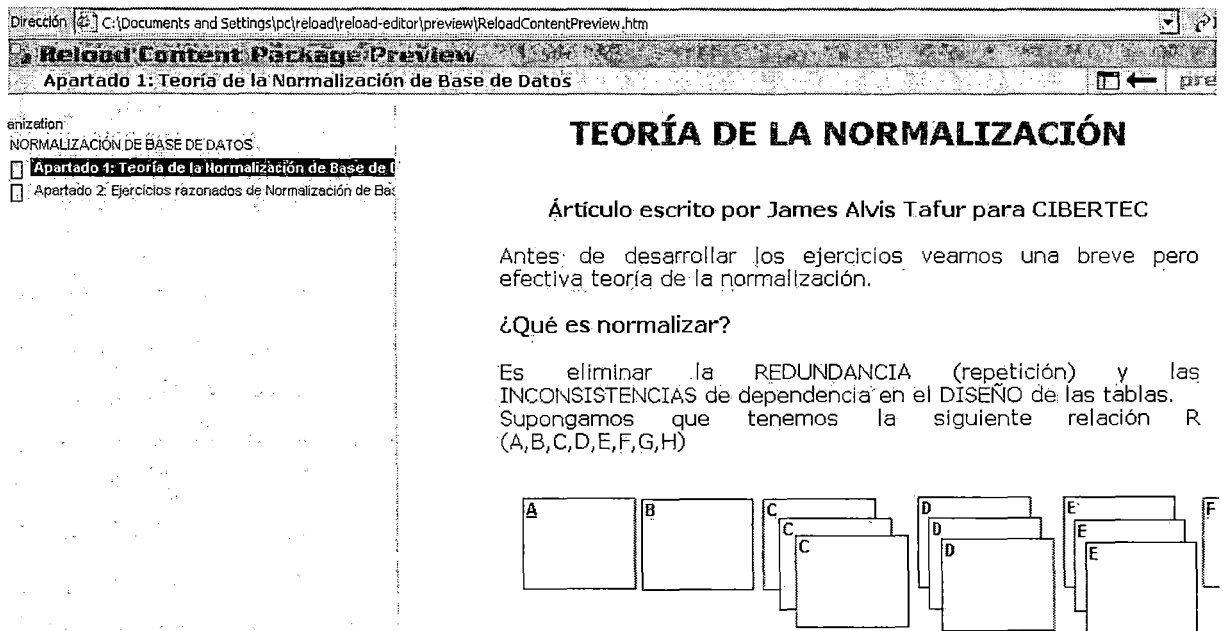 Dirección C:\Documents and Settings\pc\reload\reload-editor\preview\ReloadContentPreview.htm
Reload Content Package Preview
Apartado 1: Teoría de la Normalización de Base de Datos
pre
anization
NORMALIZACIÓN DE BASE DE DATOS
Apartado 1: Teoría de la Normalización de Base de D
Apartado 2: Ejercicios razonados de Normalización de Bas
TEORÍA DE LA NORMALIZACIÓN
Artículo escrito por James Alvis Tafur para CIBERTEC
Antes de desarrollar los ejercicios veamos una breve pero
efectiva teoría de la normalización.
¿Qué es normalizar?
Es eliminar la REDUNDANCIA (repetición) y las
INCONSISTENCIAS de dependencia en el DISEÑO de las tablas.
Supongamos que tenemos la siguiente relación R
(A,B,C,D,E,F,G,H)
A B C D E F
C D E
C D E